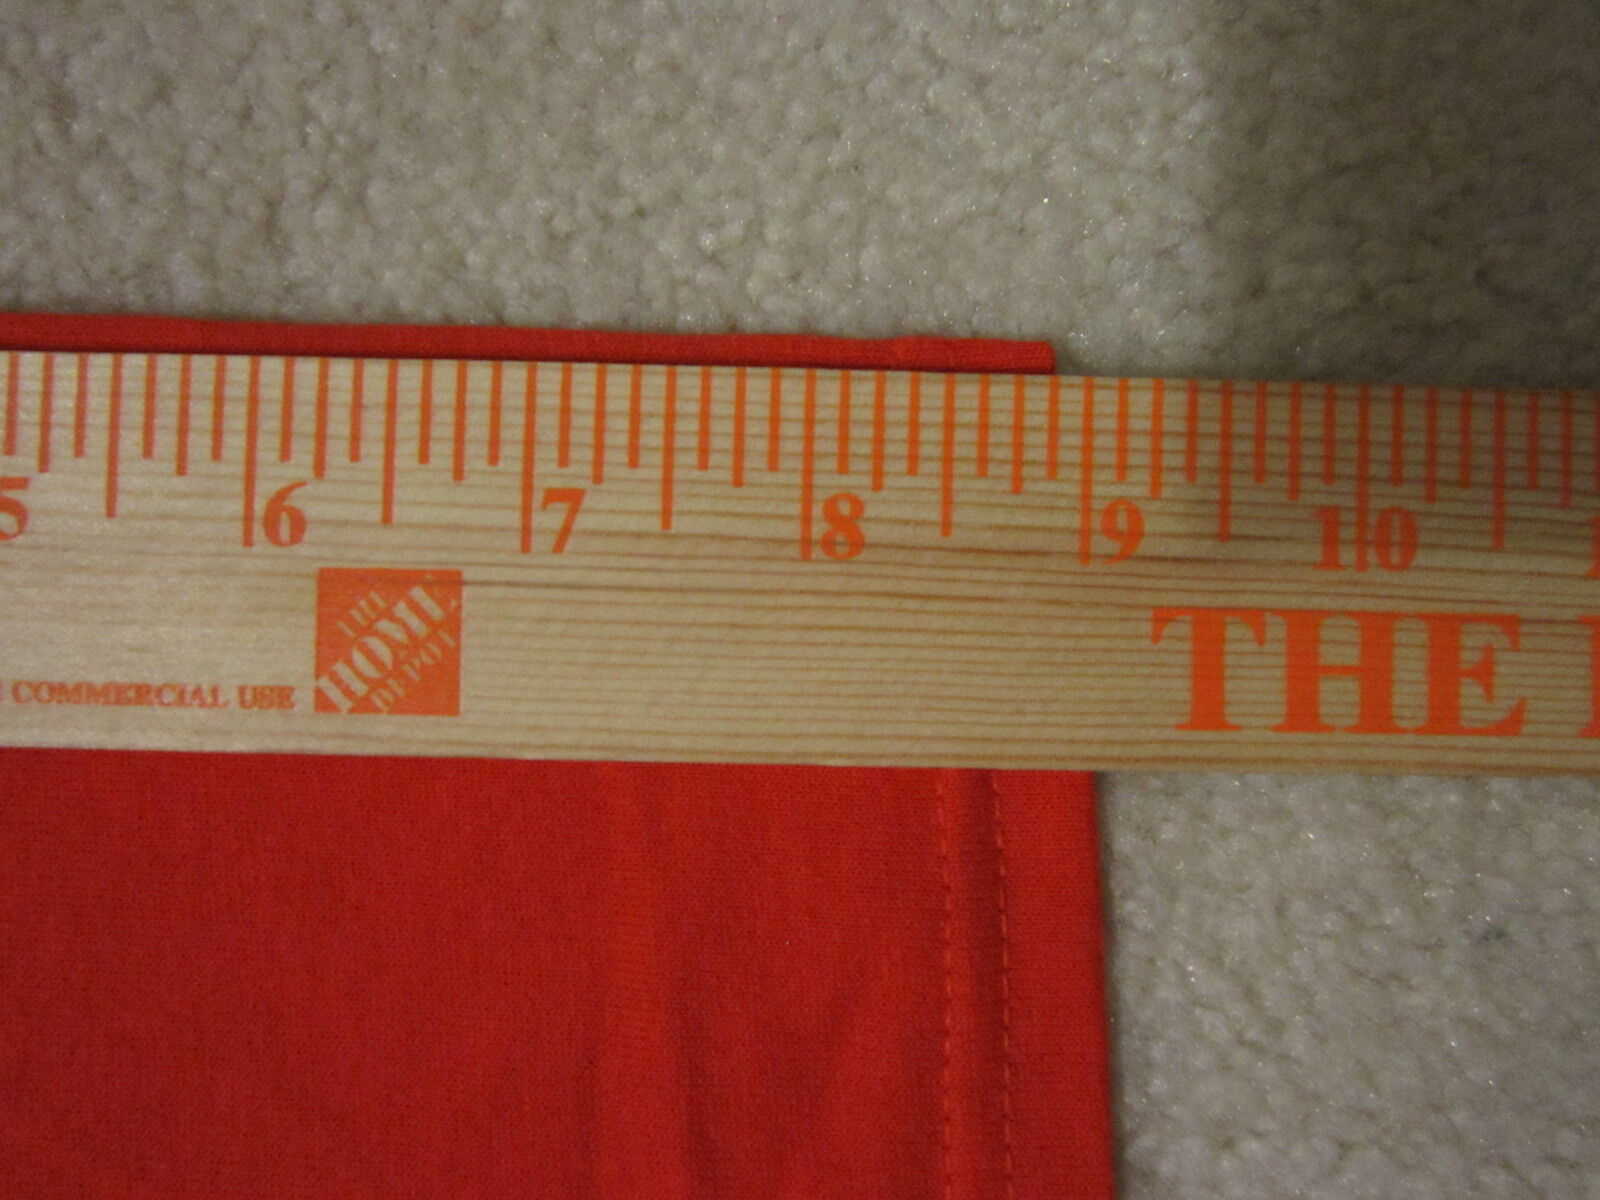 5 6 7 8 9 10
THE
HOME
DEPOT
COMMERCIAL USE
THE